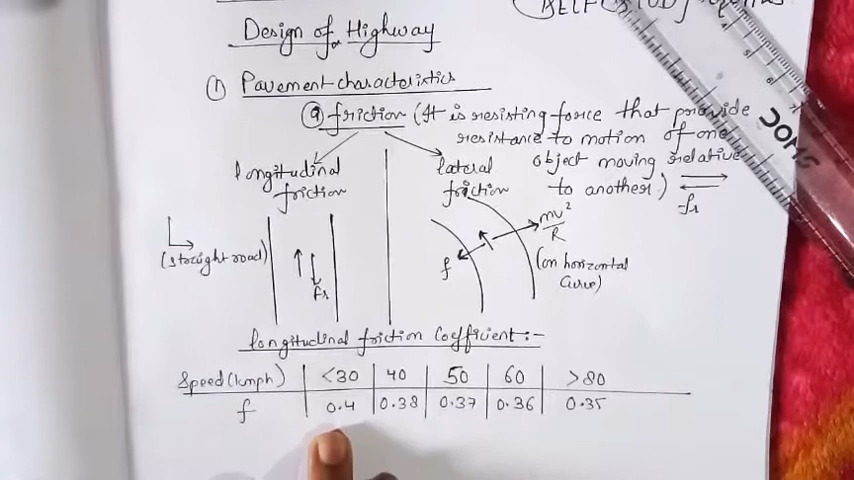 Design of Highway
① Pavement characteristics
ⓐ friction (It is resisting force that provide
resistance to motion of one
object moving relative
to another.)
fr
longitudinal
friction
lateral
friction
(straight road)
fr
f
mv²/R
(on horizontal
curve)
longitudinal friction Coefficient :-
Speed (kmph) <30 40 50 60 >80
f 0.4 0.38 0.37 0.36 0.35